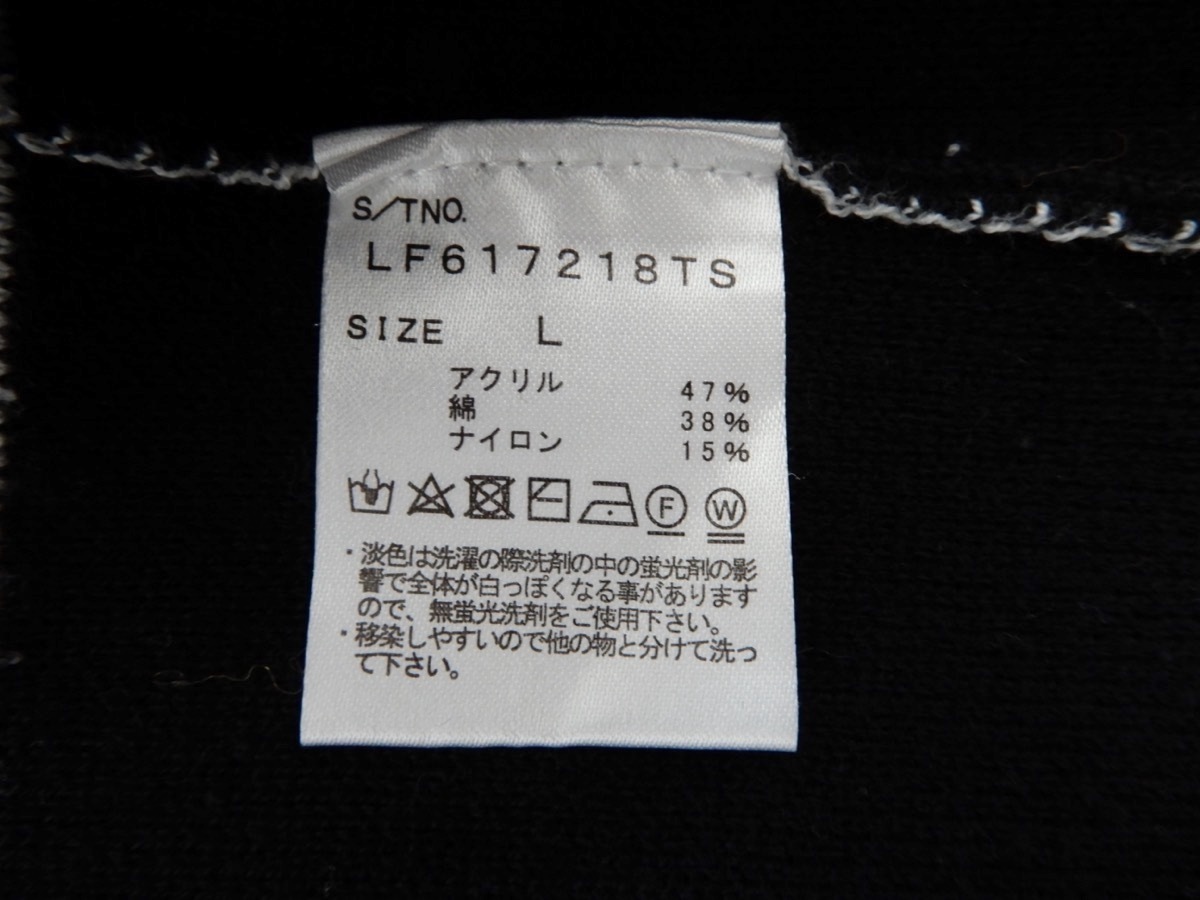 S/TNO.
LF617218TS
SIZE L
アクリル 47%
綿 38%
ナイロン 15%
F W
・淡色は洗濯の際洗剤の中の蛍光剤の影
響で全体が白っぽくなる事があります
ので、無蛍光洗剤をご使用下さい。
・移染しやすいので他の物と分けて洗っ
て下さい。